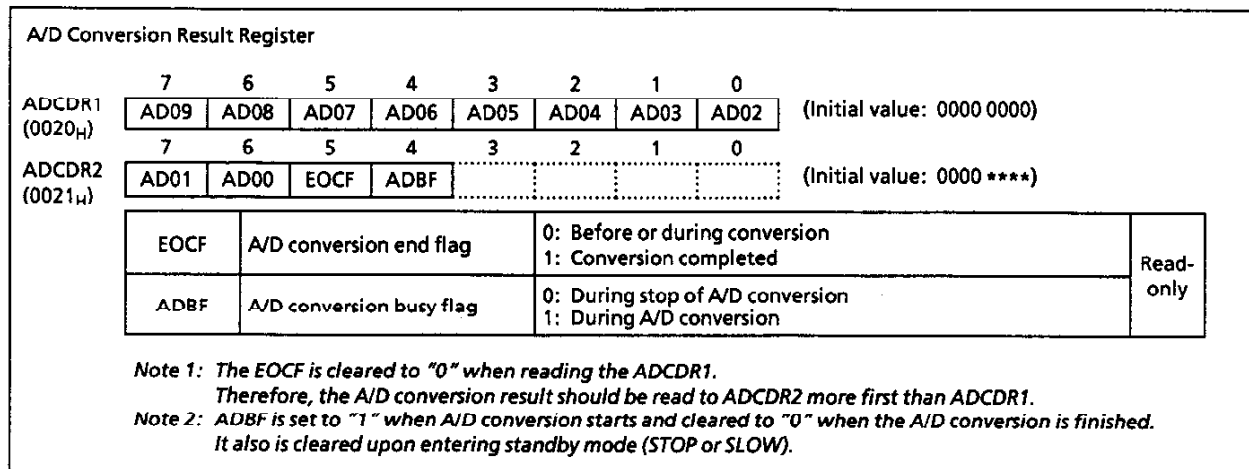 A/D Conversion Result Register
7 6 5 4 3 2 1 0
ADCDR1 (0020H) AD09 AD08 AD07 AD06 AD05 AD04 AD03 AD02 (Initial value: 0000 0000)
7 6 5 4 3 2 1 0
ADCDR2 (0021H) AD01 AD00 EOCF ADBF (Initial value: 0000 ****)
EOCF A/D conversion end flag 0: Before or during conversion
1: Conversion completed
Read-only
ADBF A/D conversion busy flag 0: During stop of A/D conversion
1: During A/D conversion
Note 1: The EOCF is cleared to "0" when reading the ADCDR1.
Therefore, the A/D conversion result should be read to ADCDR2 more first than ADCDR1.
Note 2: ADBF is set to "1" when A/D conversion starts and cleared to "0" when the A/D conversion is finished.
It also is cleared upon entering standby mode (STOP or SLOW).